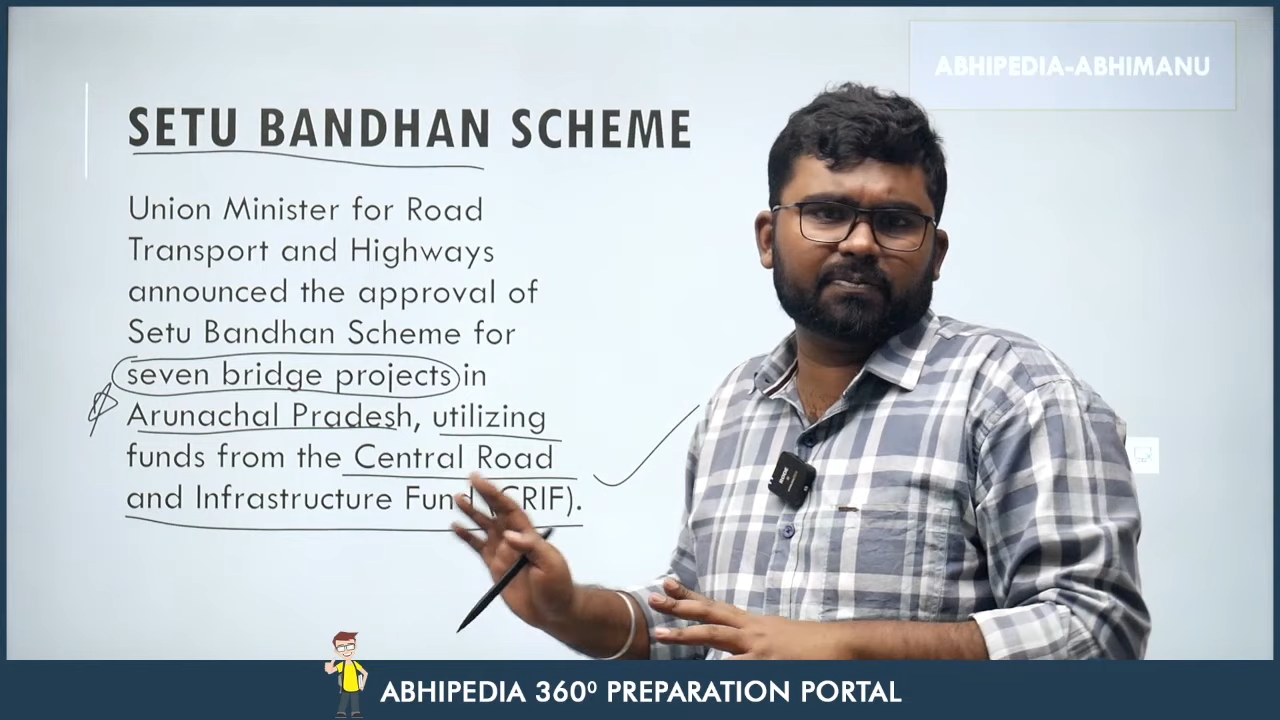 ABHIPEDIA-ABHIMANU
SETU BANDHAN SCHEME
Union Minister for Road
Transport and Highways
announced the approval of
Setu Bandhan Scheme for
seven bridge projects in
Arunachal Pradesh, utilizing
funds from the Central Road
and Infrastructure Fund (CRIF).
ABHIPEDIA 360⁰ PREPARATION PORTAL